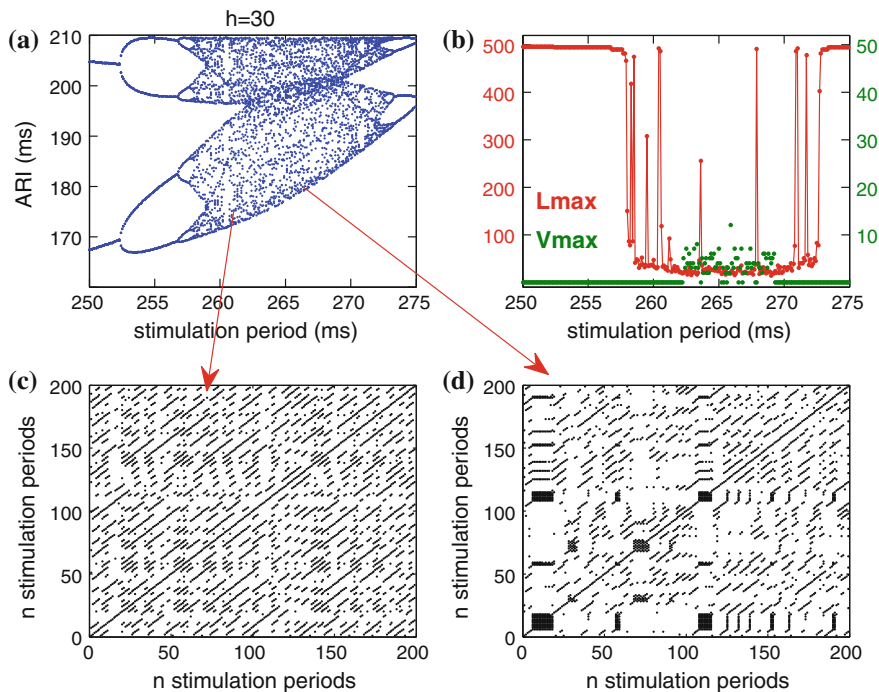 h=30
(a)
210
200
190
180
170
ARI (ms)
250 255 260 265 270 275
stimulation period (ms)
(b)
500
400
300
200
100
50
40
30
20
10
Lmax
Vmax
250 255 260 265 270 275
stimulation period (ms)
(c)
200
150
100
50
0
n stimulation periods
0 50 100 150 200
n stimulation periods
(d)
200
150
100
50
0
n stimulation periods
0 50 100 150 200
n stimulation periods